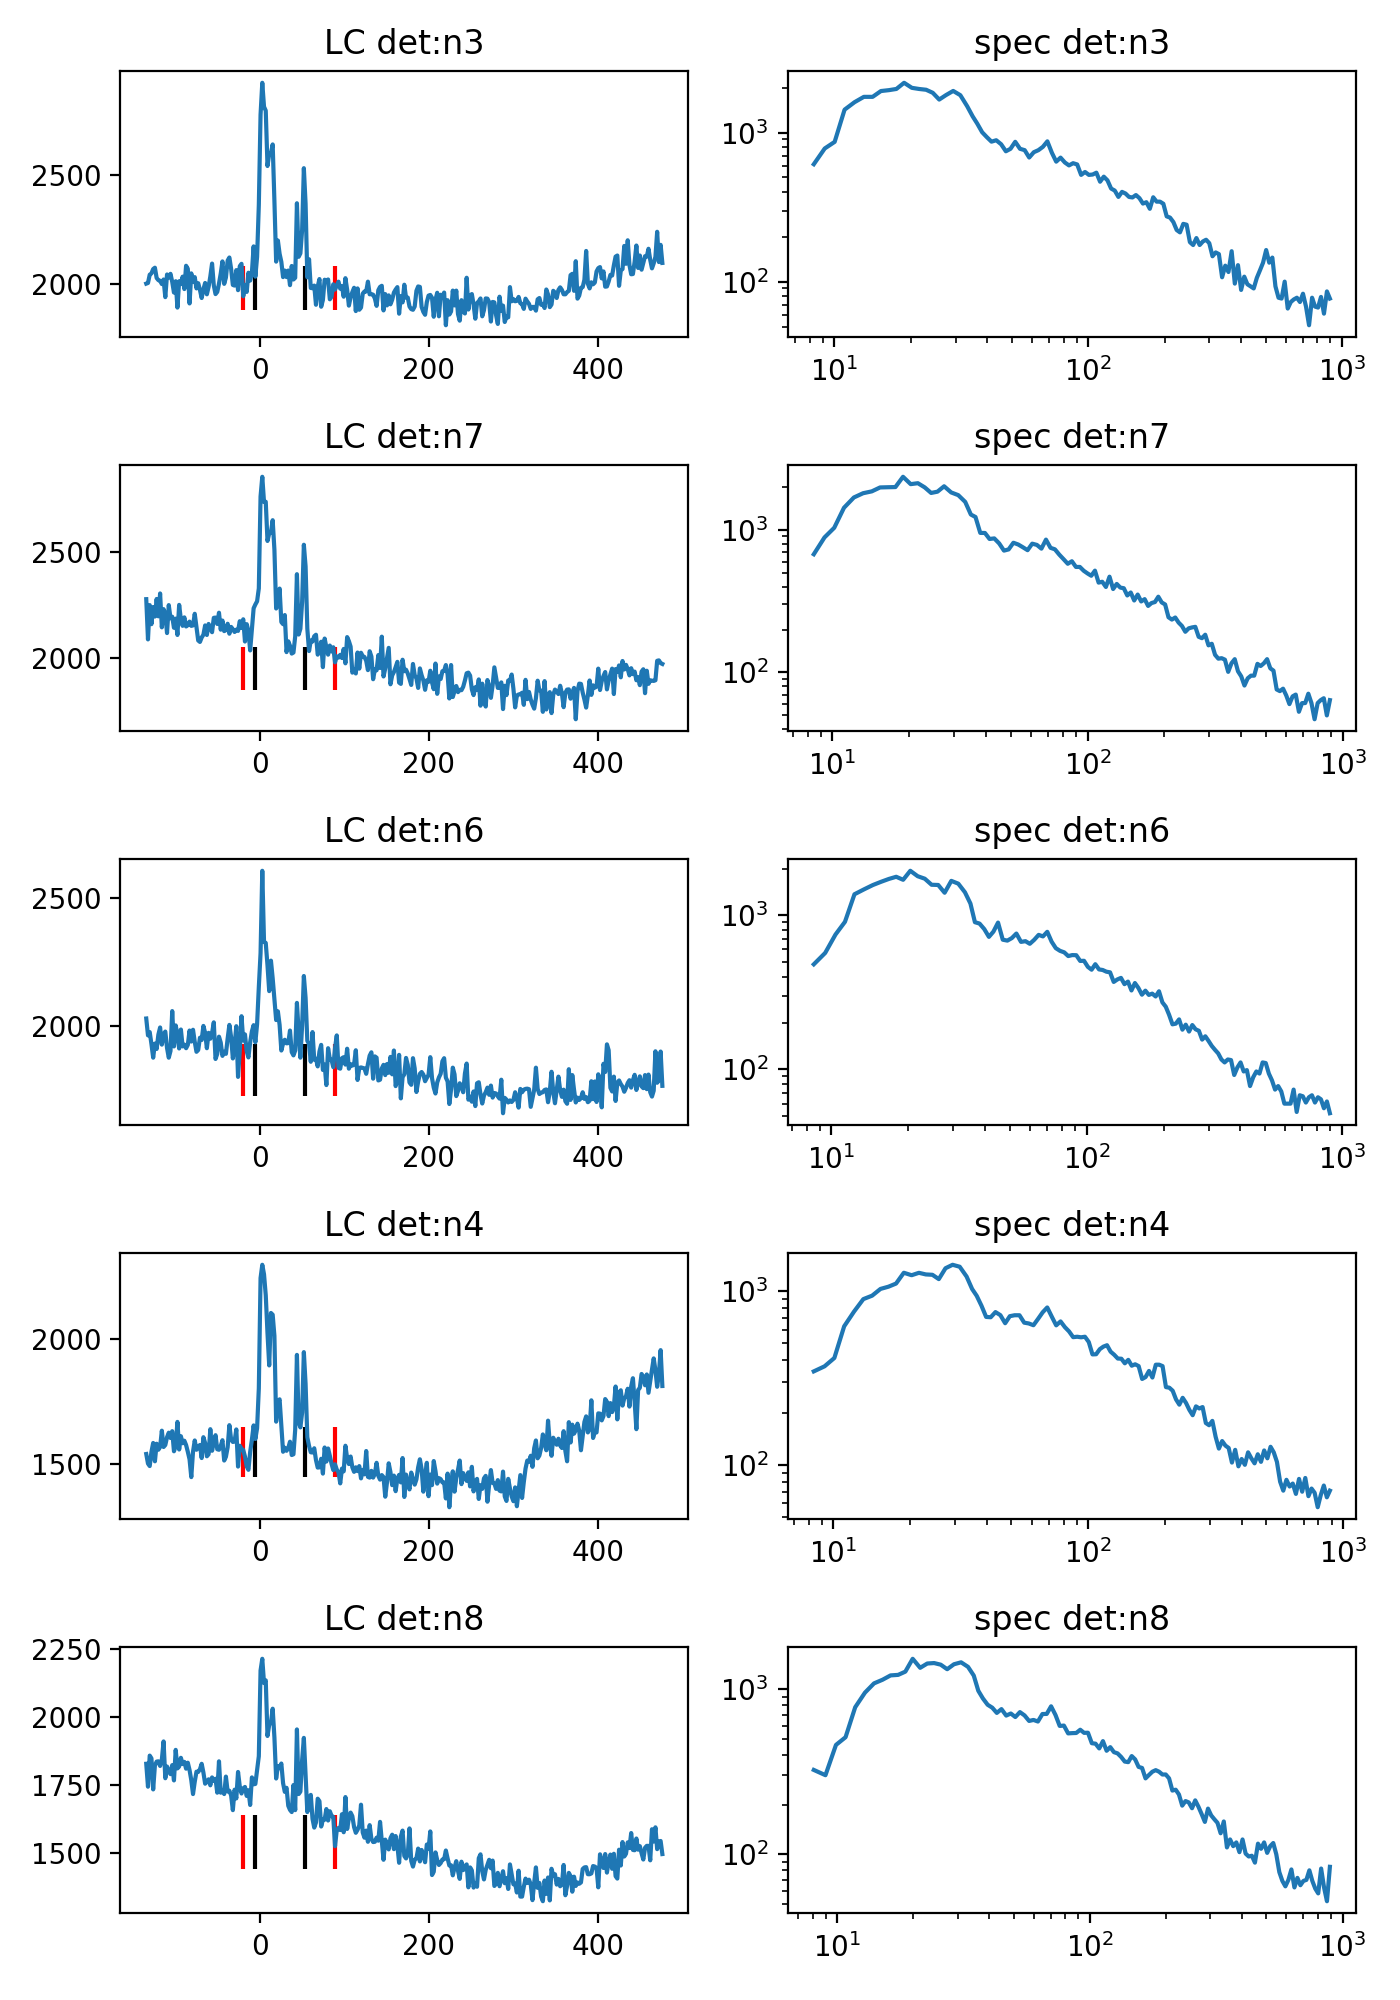 LC det:n3
spec det:n3
2500
2000
0 200 400
10³
10²
10¹ 10² 10³
LC det:n7
spec det:n7
2500
2000
0 200 400
10³
10²
10¹ 10² 10³
LC det:n6
spec det:n6
2500
2000
0 200 400
10³
10²
10¹ 10² 10³
LC det:n4
spec det:n4
2000
1500
0 200 400
10³
10²
10¹ 10² 10³
LC det:n8
spec det:n8
2250
2000
1750
1500
0 200 400
10³
10²
10¹ 10² 10³